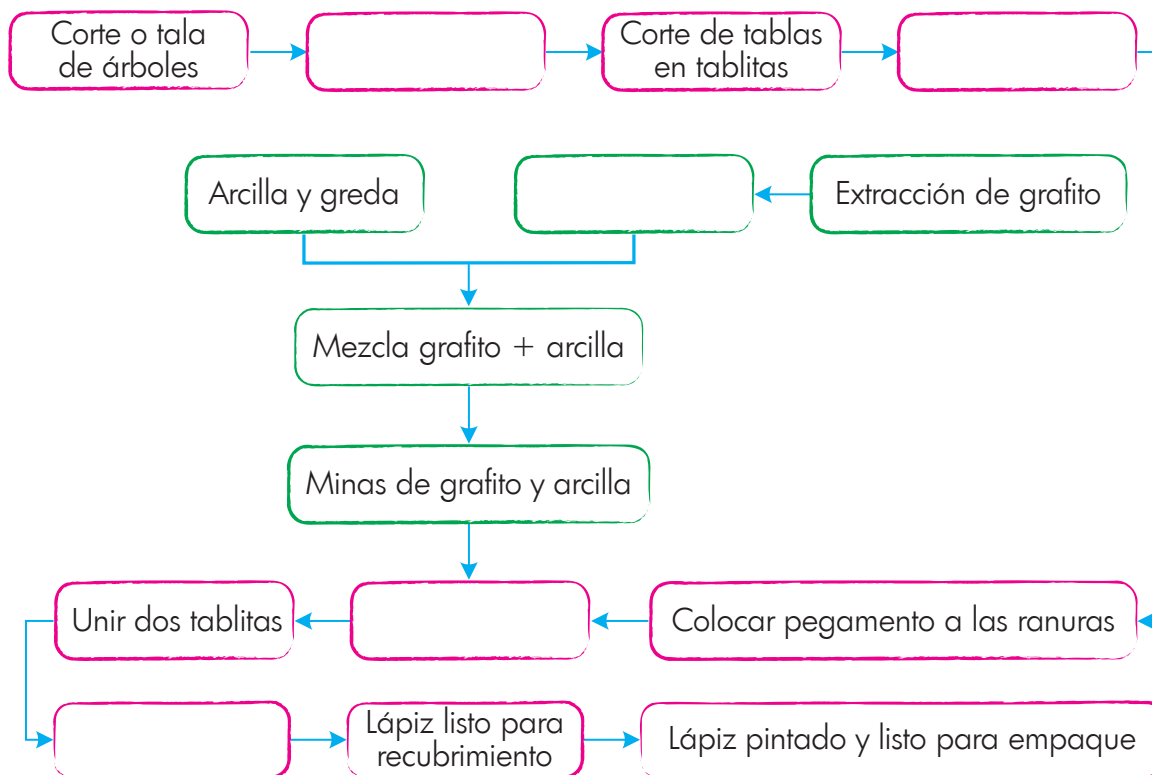 Corte o tala
de árboles
Corte de tablas
en tablitas
Arcilla y greda
Extracción de grafito
Mezcla grafito + arcilla
Minas de grafito y arcilla
Unir dos tablitas
Colocar pegamento a las ranuras
Lápiz listo para
recubrimiento
Lápiz pintado y listo para empaque